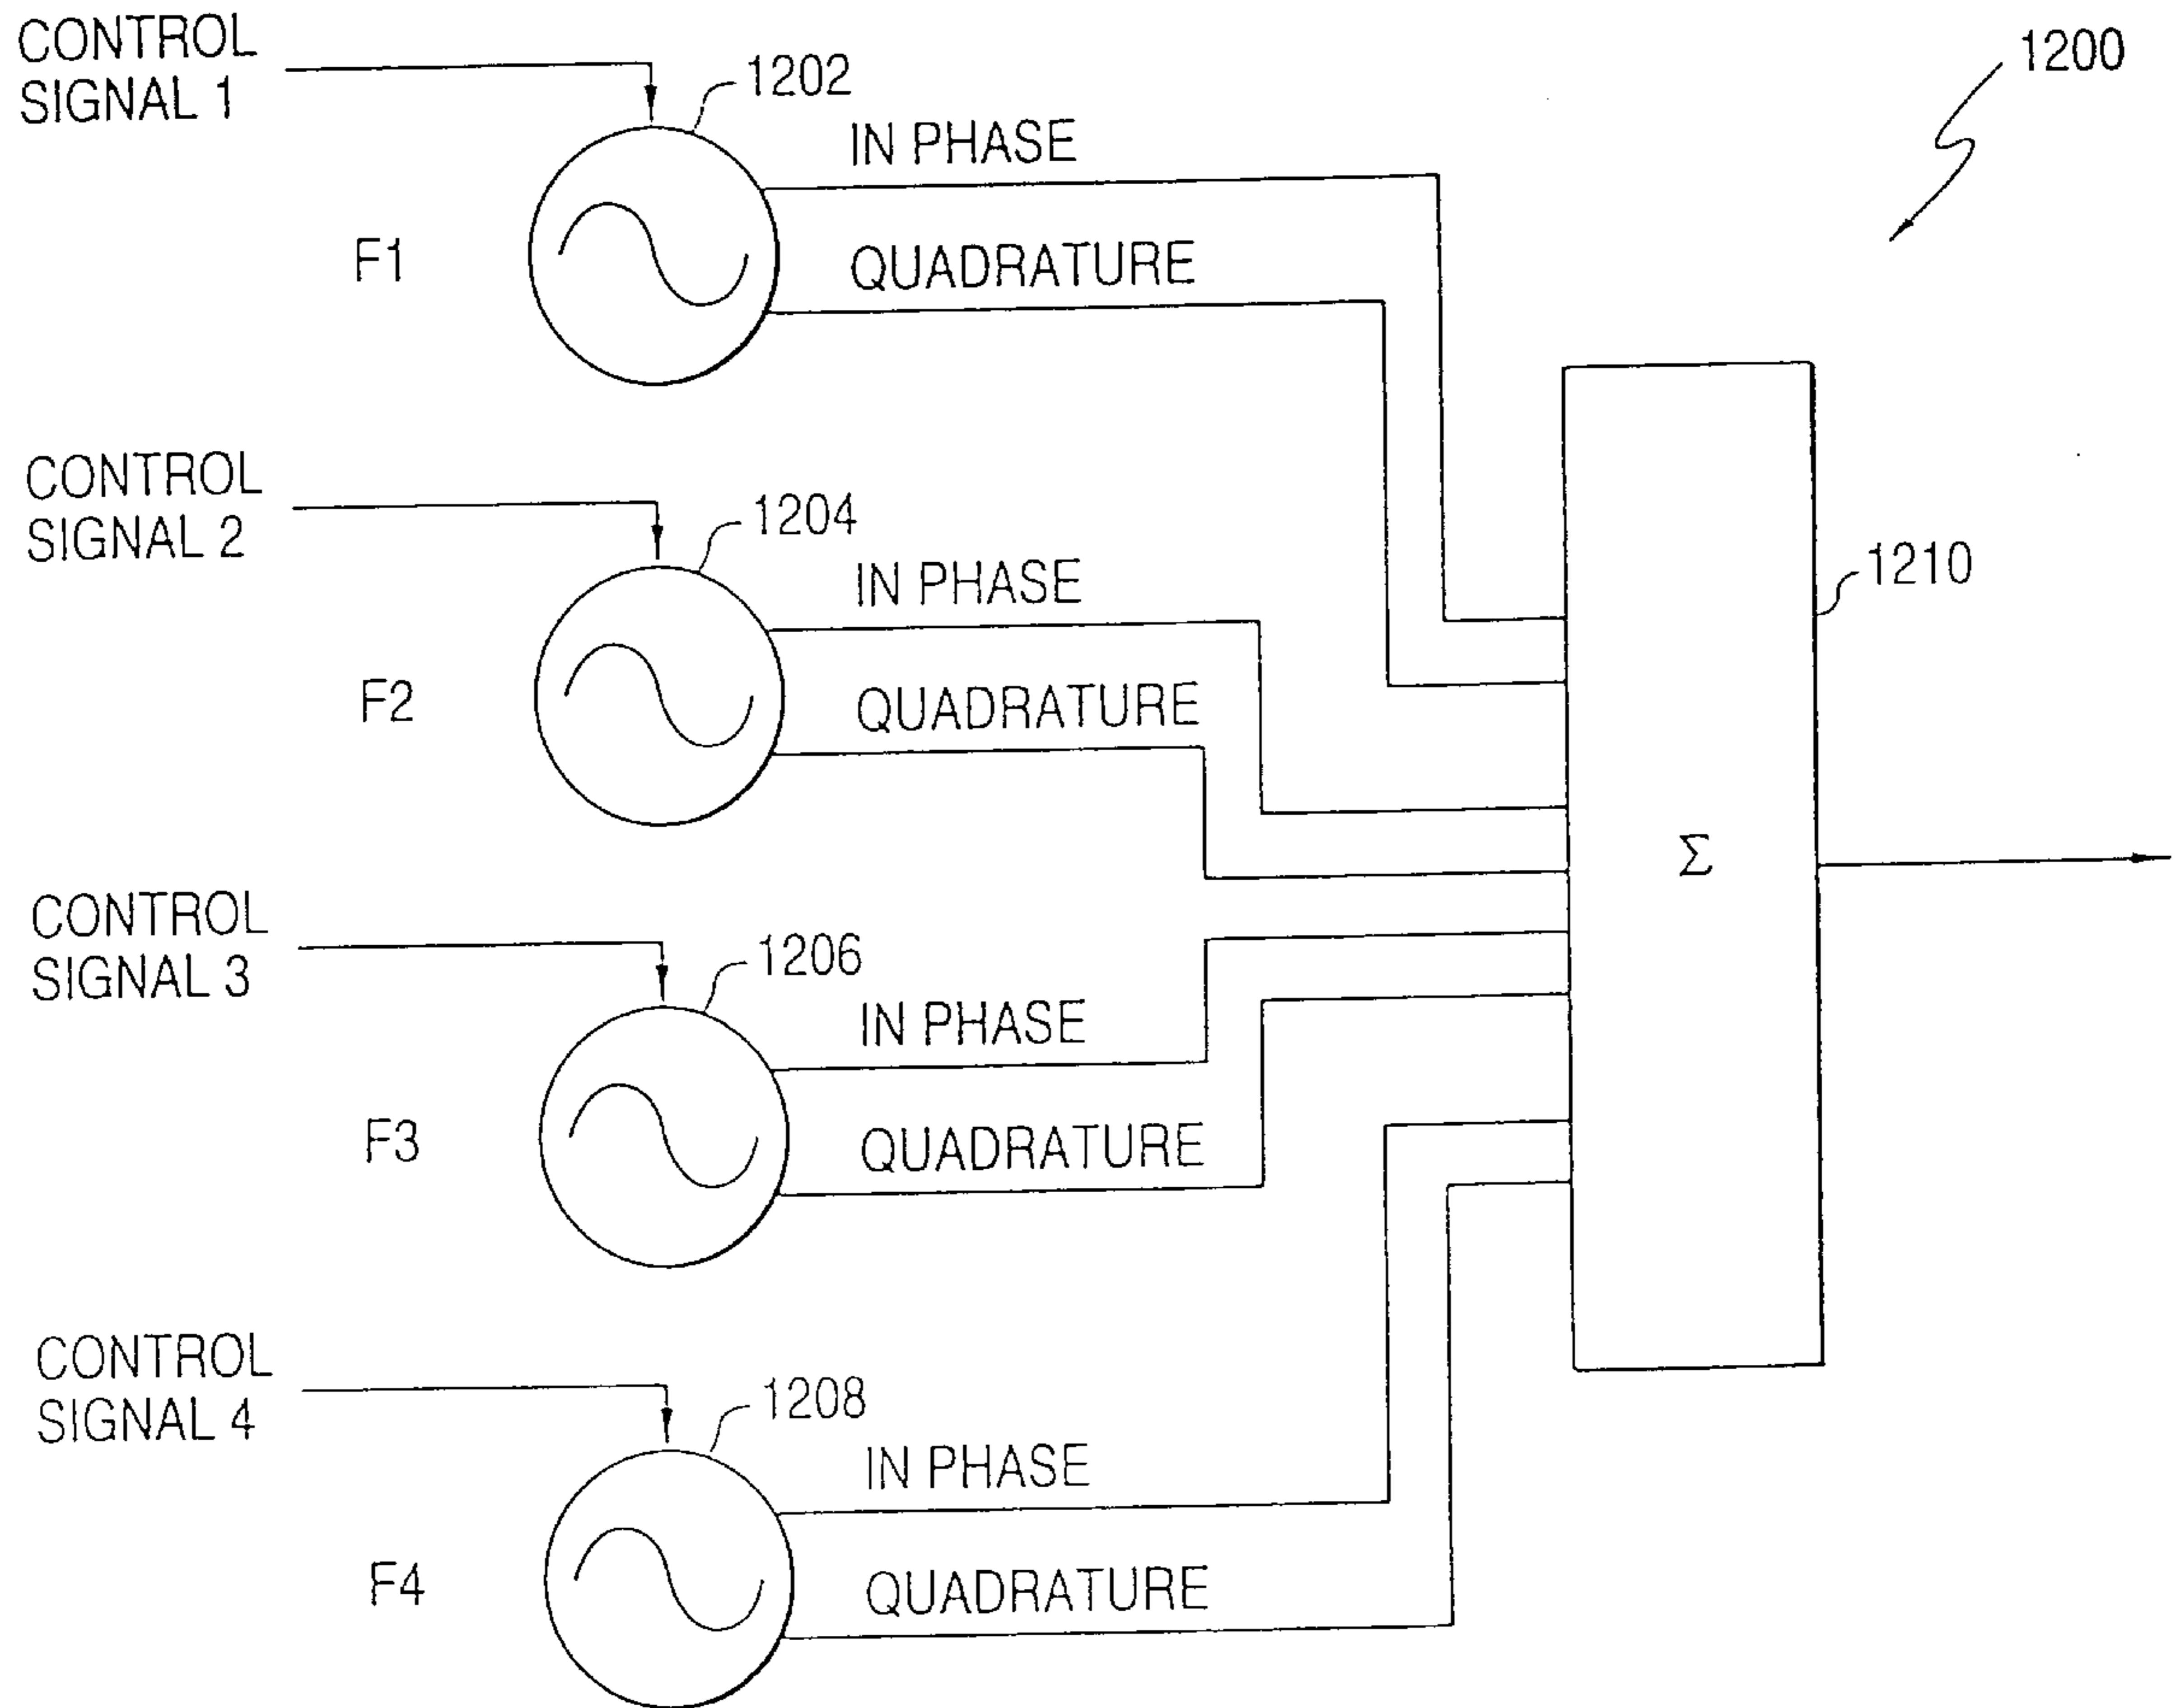 CONTROL
SIGNAL 1
1202
1200
IN PHASE
F1
QUADRATURE
CONTROL
SIGNAL 2
1204
IN PHASE
1210
F2
QUADRATURE
Σ
CONTROL
SIGNAL 3
1206
IN PHASE
F3
QUADRATURE
CONTROL
SIGNAL 4
1208
IN PHASE
F4
QUADRATURE